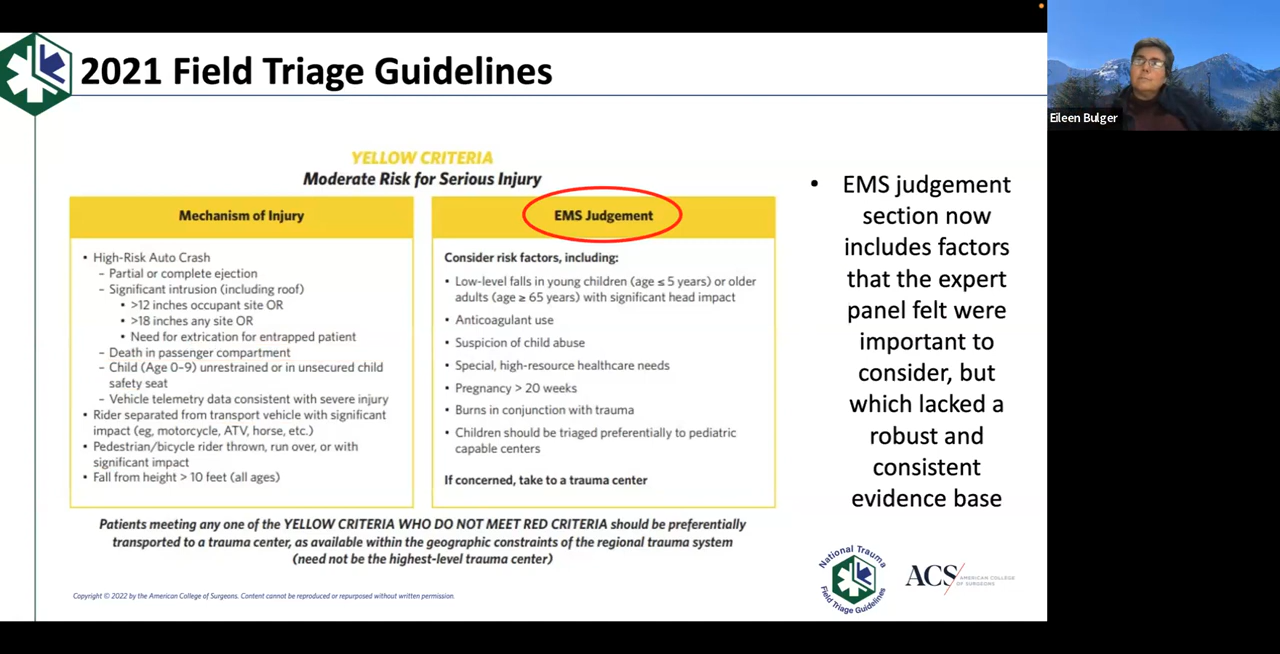 2021 Field Triage Guidelines
Eileen Bulger
YELLOW CRITERIA
Moderate Risk for Serious Injury
Mechanism of Injury
• High-Risk Auto Crash
– Partial or complete ejection
– Significant intrusion (including roof)
• >12 inches occupant site OR
• >18 inches any site OR
• Need for extrication for entrapped patient
– Death in passenger compartment
– Child (Age 0–9) unrestrained or in unsecured child
safety seat
– Vehicle telemetry data consistent with severe injury
• Rider separated from transport vehicle with significant
impact (eg, motorcycle, ATV, horse, etc.)
• Pedestrian/bicycle rider thrown, run over, or with
significant impact
• Fall from height > 10 feet (all ages)
EMS Judgement
Consider risk factors, including:
• Low-level falls in young children (age ≤ 5 years) or older
adults (age ≥ 65 years) with significant head impact
• Anticoagulant use
• Suspicion of child abuse
• Special, high-resource healthcare needs
• Pregnancy > 20 weeks
• Burns in conjunction with trauma
• Children should be triaged preferentially to pediatric
capable centers
If concerned, take to a trauma center
Patients meeting any one of the YELLOW CRITERIA WHO DO NOT MEET RED CRITERIA should be preferentially
transported to a trauma center, as available within the geographic constraints of the regional trauma system
(need not be the highest-level trauma center)
• EMS judgement
section now
includes factors
that the expert
panel felt were
important to
consider, but
which lacked a
robust and
consistent
evidence base
Copyright © 2022 by the American College of Surgeons. Content cannot be reproduced or repurposed without written permission.
National Trauma
Field Triage Guidelines
ACS
AMERICAN COLLEGE
OF SURGEONS